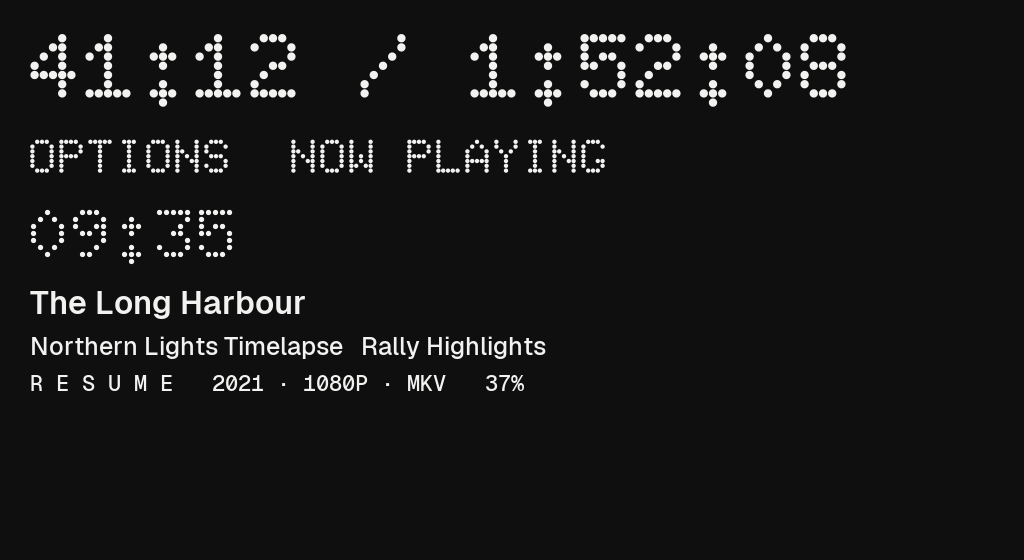 41:12 / 1:52:08
OPTIONS NOW PLAYING
09:35
The Long Harbour
Northern Lights Timelapse Rally Highlights
RESUME 2021 · 1080P · MKV 37%